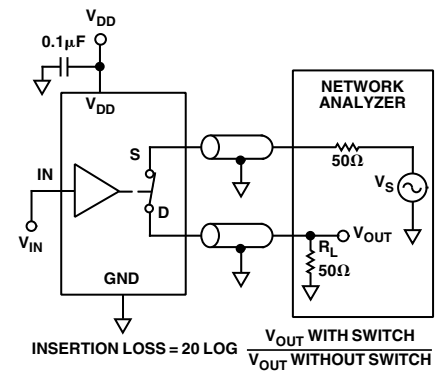 VDD
0.1µF
VDD
NETWORK
ANALYZER
S
50Ω
IN
VS
D
VOUT
VIN
RL
50Ω
GND
INSERTION LOSS = 20 LOG VOUT WITH SWITCH
VOUT WITHOUT SWITCH